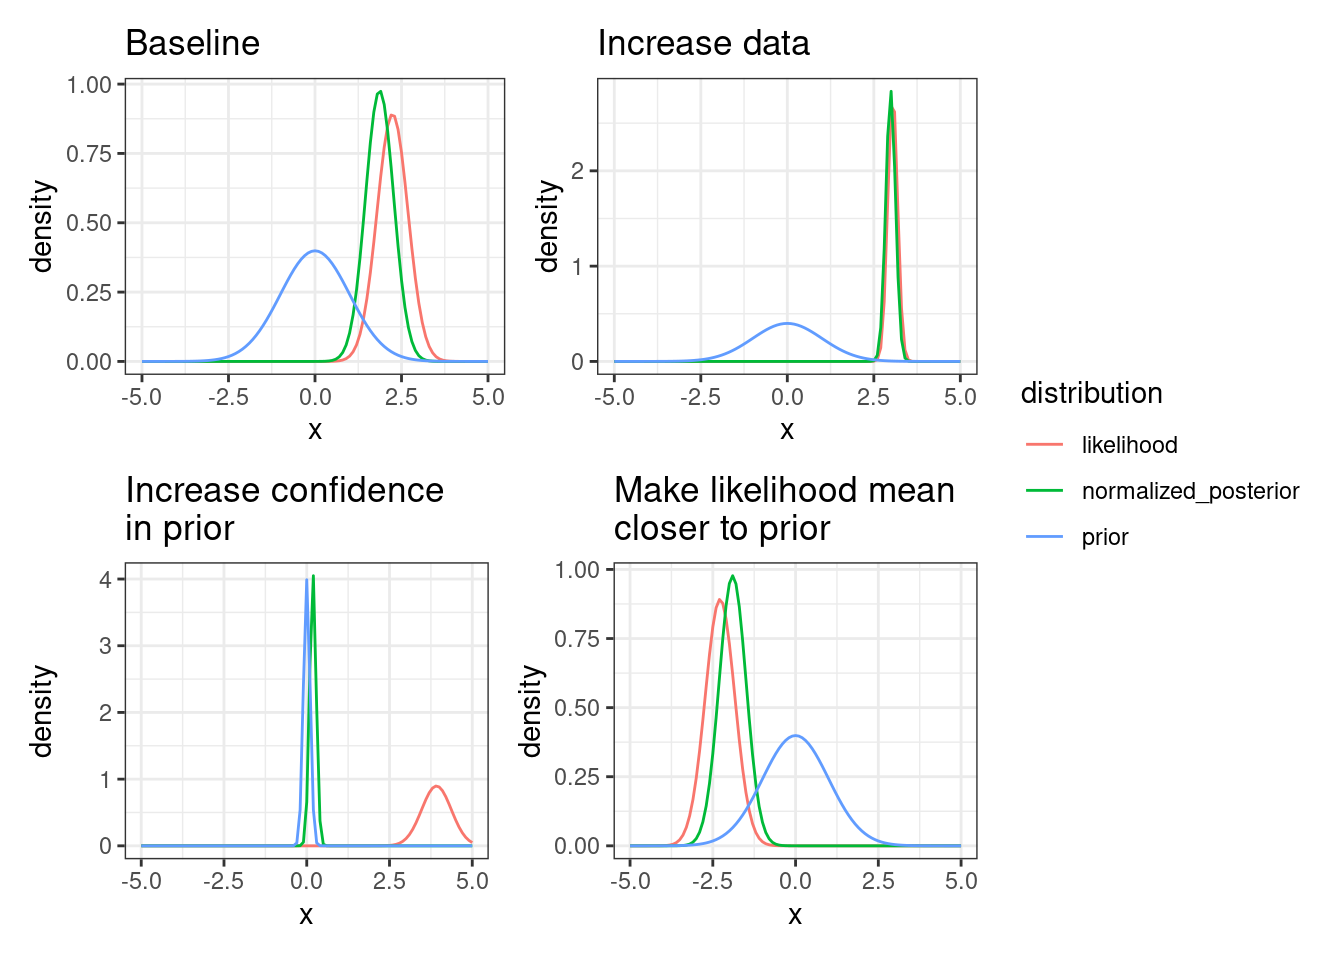 Baseline
1.00
0.75
0.50
0.25
0.00
density
-5.0 -2.5 0.0 2.5 5.0
x
Increase data
2
1
0
density
-5.0 -2.5 0.0 2.5 5.0
x
Increase confidence
in prior
4
3
2
1
0
density
-5.0 -2.5 0.0 2.5 5.0
x
Make likelihood mean
closer to prior
1.00
0.75
0.50
0.25
0.00
density
-5.0 -2.5 0.0 2.5 5.0
x
distribution
likelihood
normalized_posterior
prior